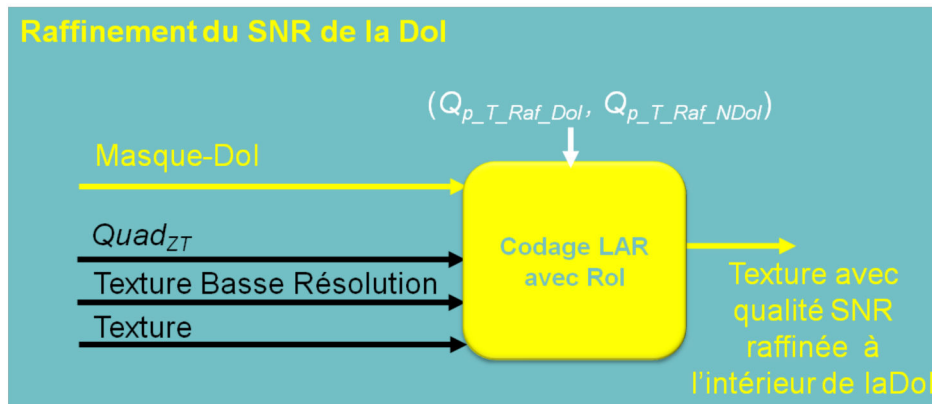 Raffinement du SNR de la DoI
(Qp_T_Raf_DoI, Qp_T_Raf_NDoI)
Masque-DoI
QuadZT
Texture Basse Résolution
Texture
Codage LAR
avec RoI
Texture avec
qualité SNR
raffinée à
l'intérieur de laDoI